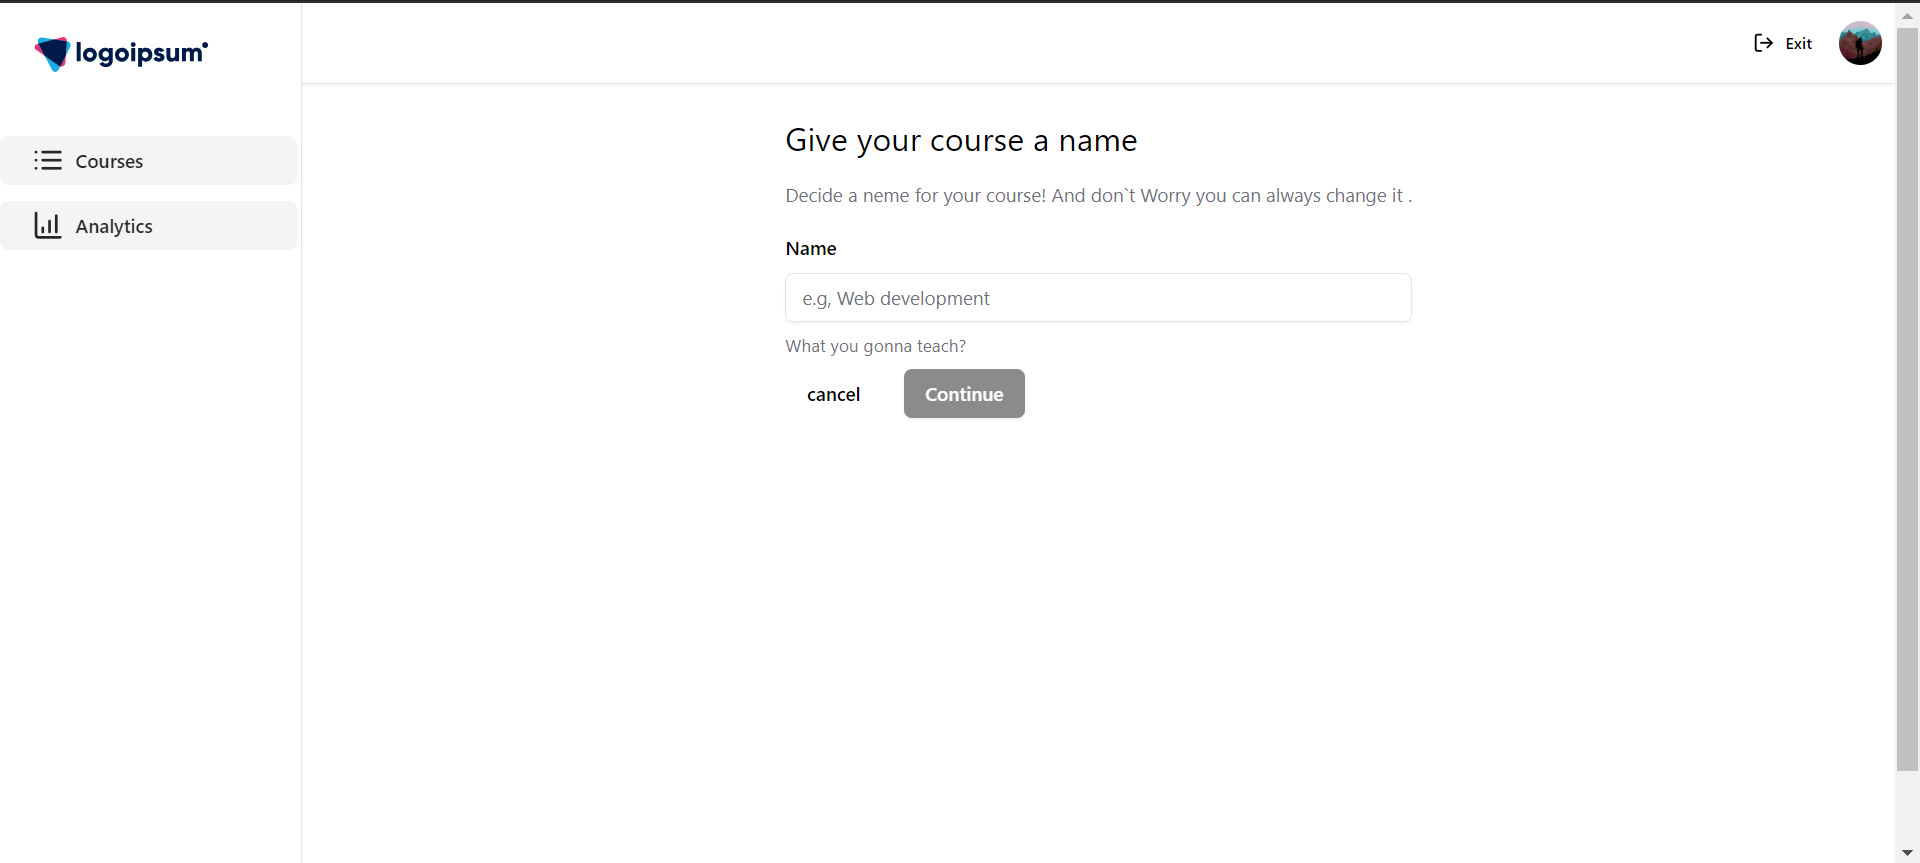 logoipsum
Exit
Courses
Analytics
Give your course a name
Decide a neme for your course! And don`t Worry you can always change it .
Name
e.g, Web development
What you gonna teach?
cancel
Continue